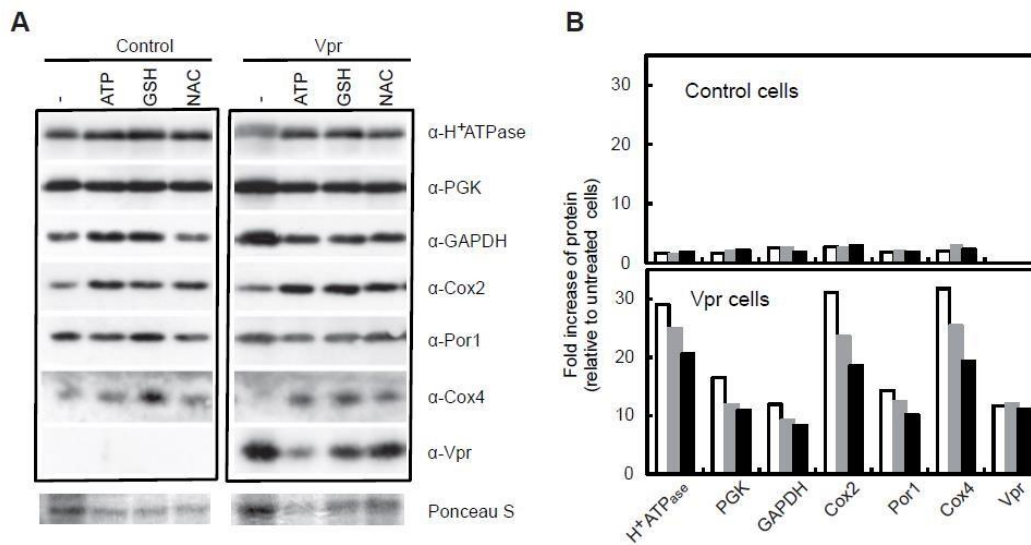 A
Control
Vpr
- ATP GSH NAC
- ATP GSH NAC
α-H⁺ATPase
α-PGK
α-GAPDH
α-Cox2
α-Por1
α-Cox4
α-Vpr
Ponceau S
B
Fold increase of protein
(relative to untreated cells)
30
20
10
0
Control cells
30
20
10
0
Vpr cells
H⁺ATPase PGK GAPDH Cox2 Por1 Cox4 Vpr